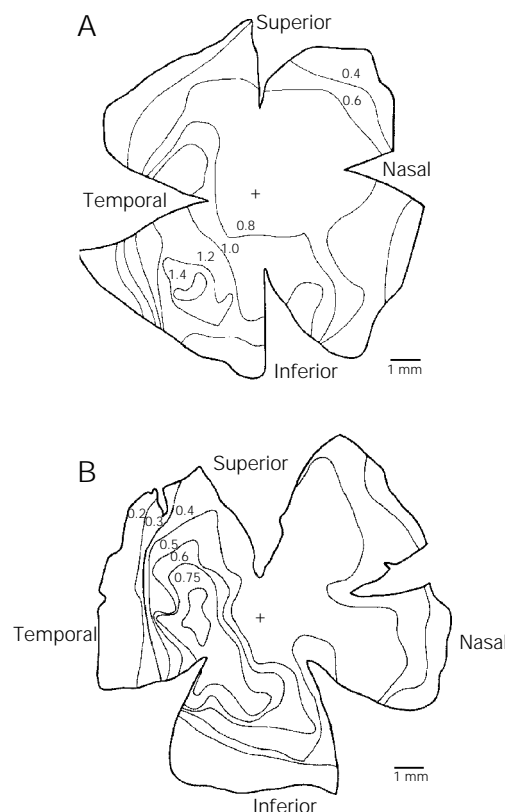 A
Superior
0.4
0.6
Nasal
Temporal
+
0.8
1.0
1.2
1.4
Inferior
1 mm
B
Superior
0.2
0.3
0.4
0.5
0.6
0.75
+
Temporal
Nasal
1 mm
Inferior